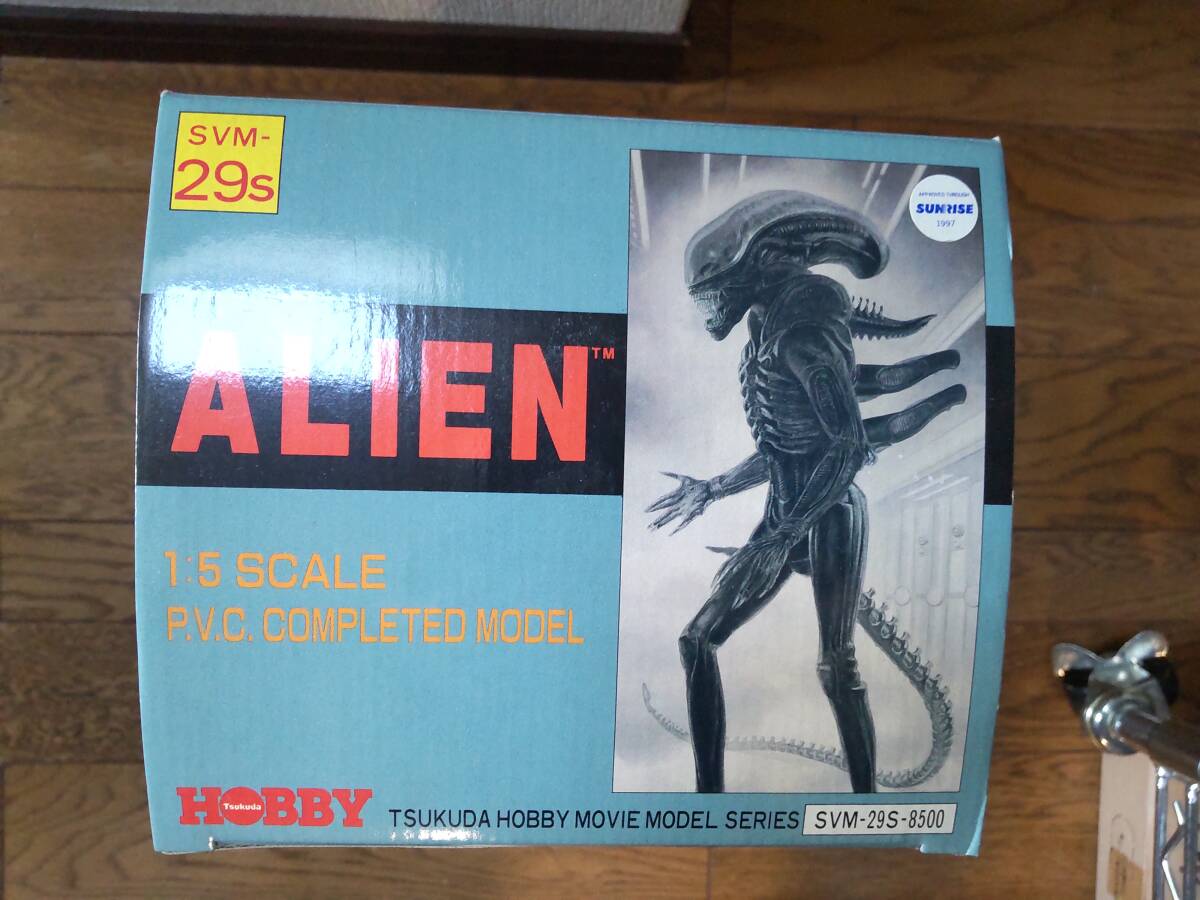 SVM-
29s
APPROVED THROUGH
SUNRISE
1997
ALIEN™
1:5 SCALE
P.V.C. COMPLETED MODEL
HOBBY
Tsukuda
TSUKUDA HOBBY MOVIE MODEL SERIES
SVM-29S-8500